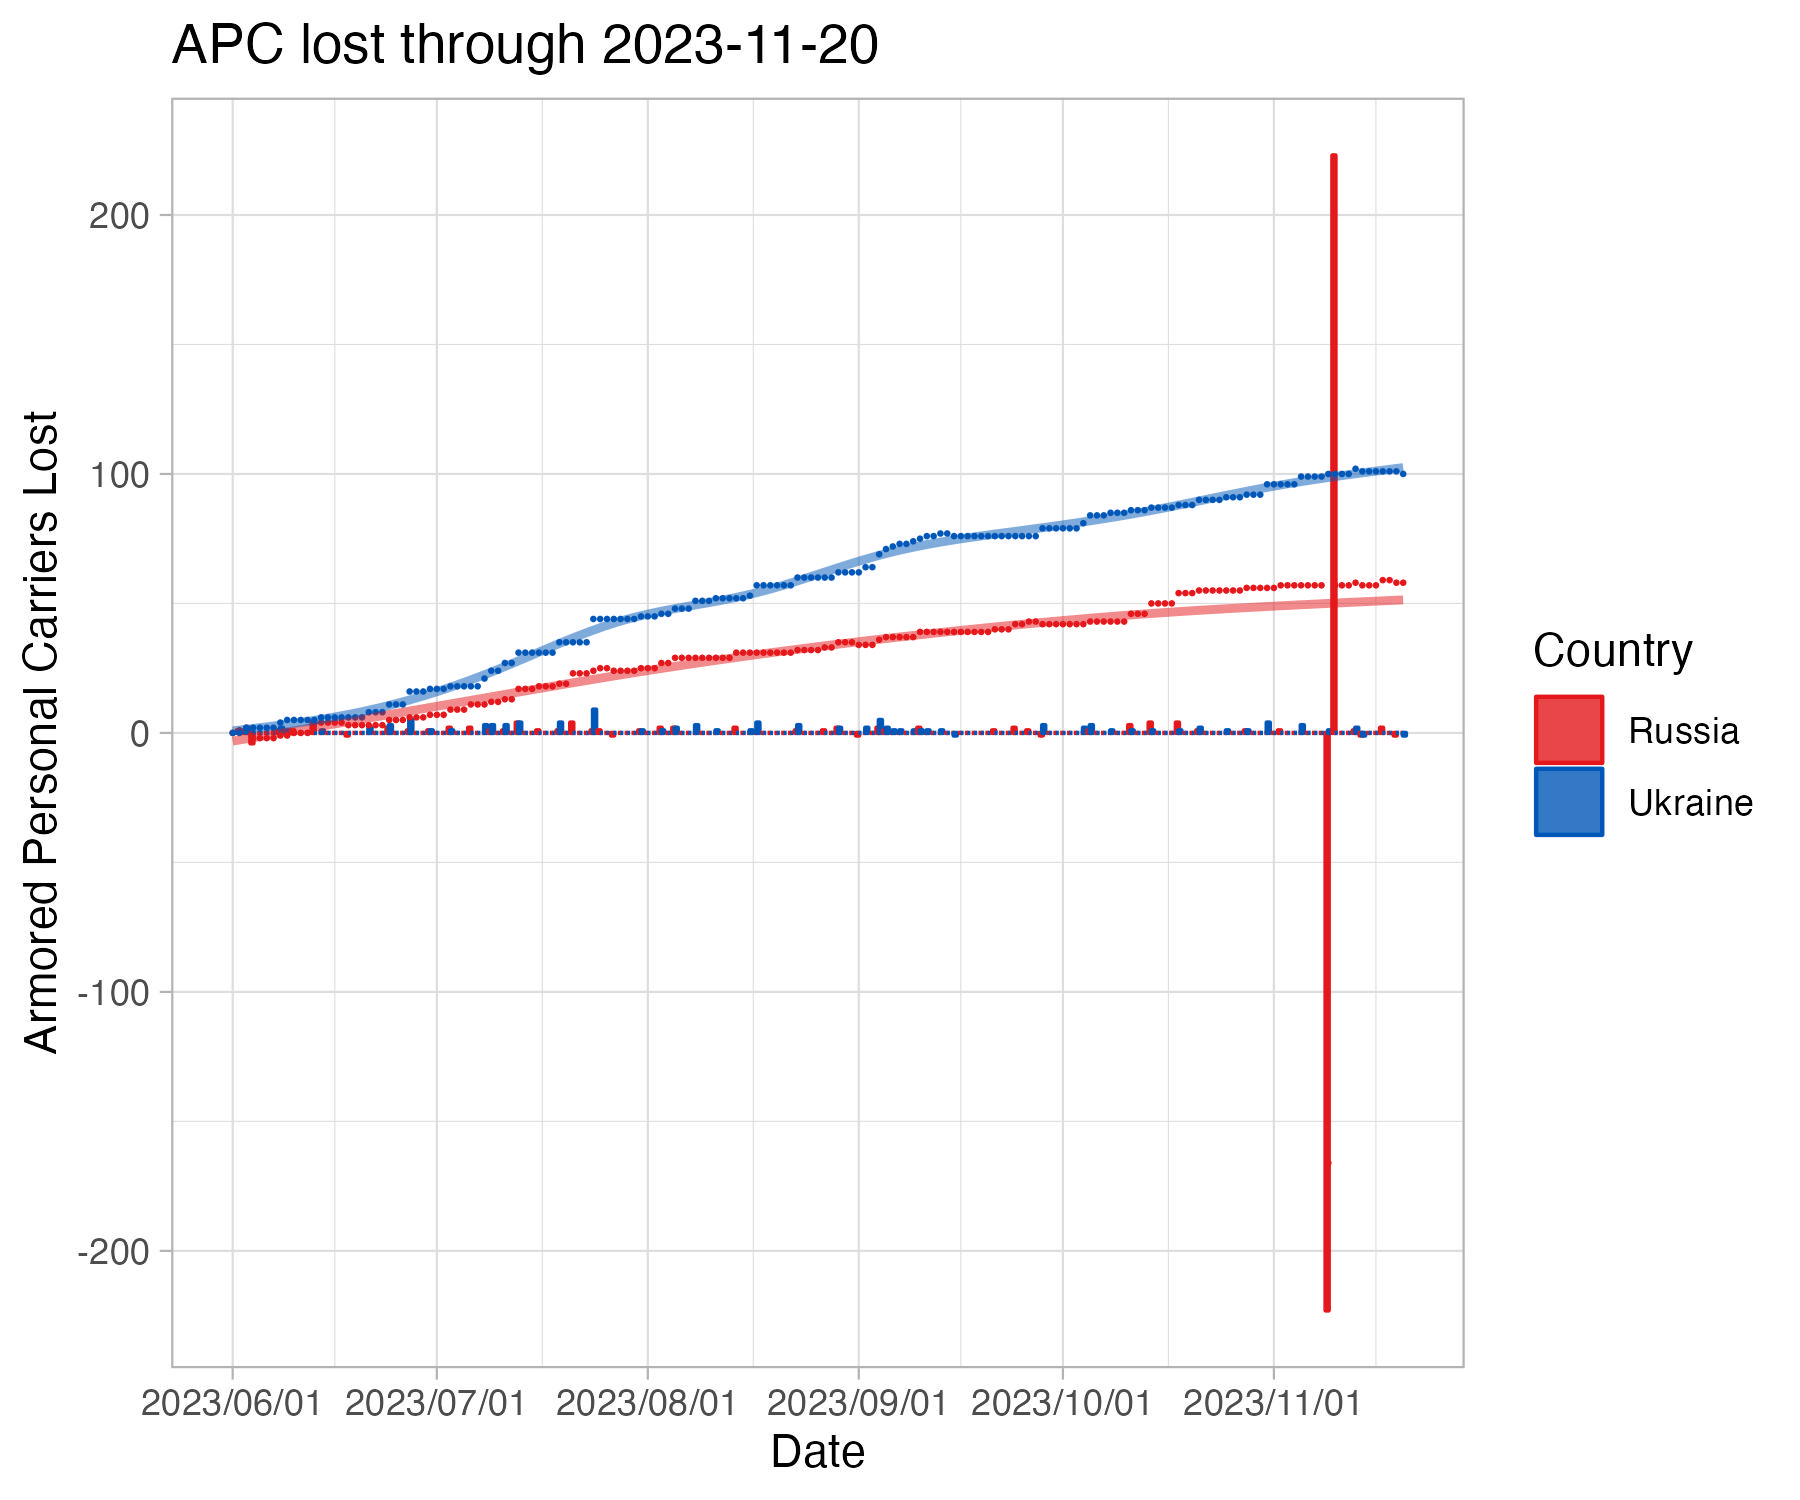 APC lost through 2023-11-20
Armored Personal Carriers Lost
200
100
0
-100
-200
2023/06/01 2023/07/01 2023/08/01 2023/09/01 2023/10/01 2023/11/01
Date
Country
Russia
Ukraine